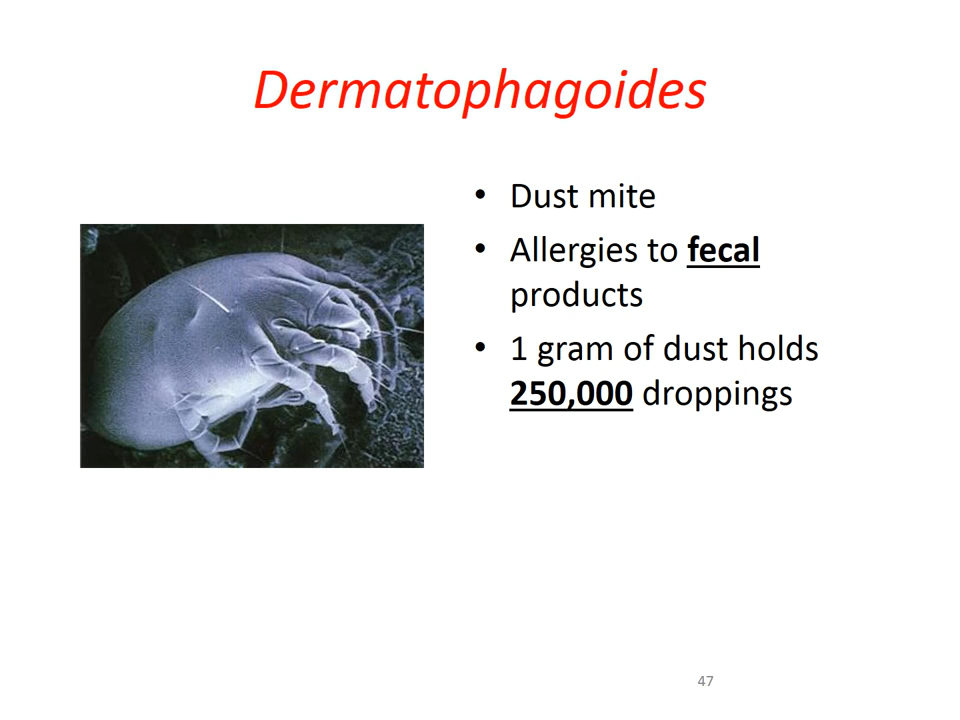 Dermatophagoides
• Dust mite
• Allergies to fecal
products
• 1 gram of dust holds
250,000 droppings
47